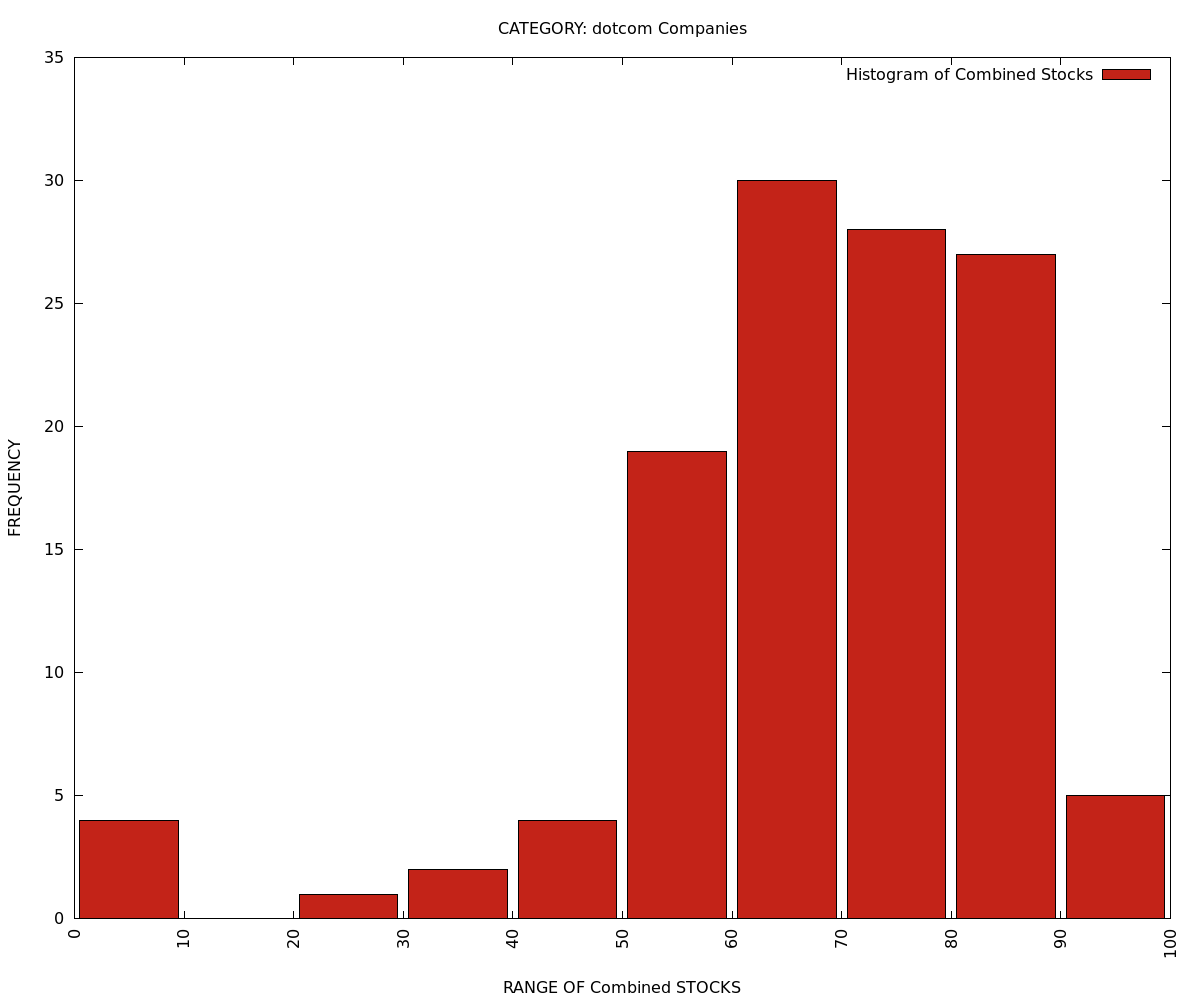 CATEGORY: dotcom Companies
Histogram of Combined Stocks
35
30
25
20
15
10
5
0
FREQUENCY
0 10 20 30 40 50 60 70 80 90 100
RANGE OF Combined STOCKS